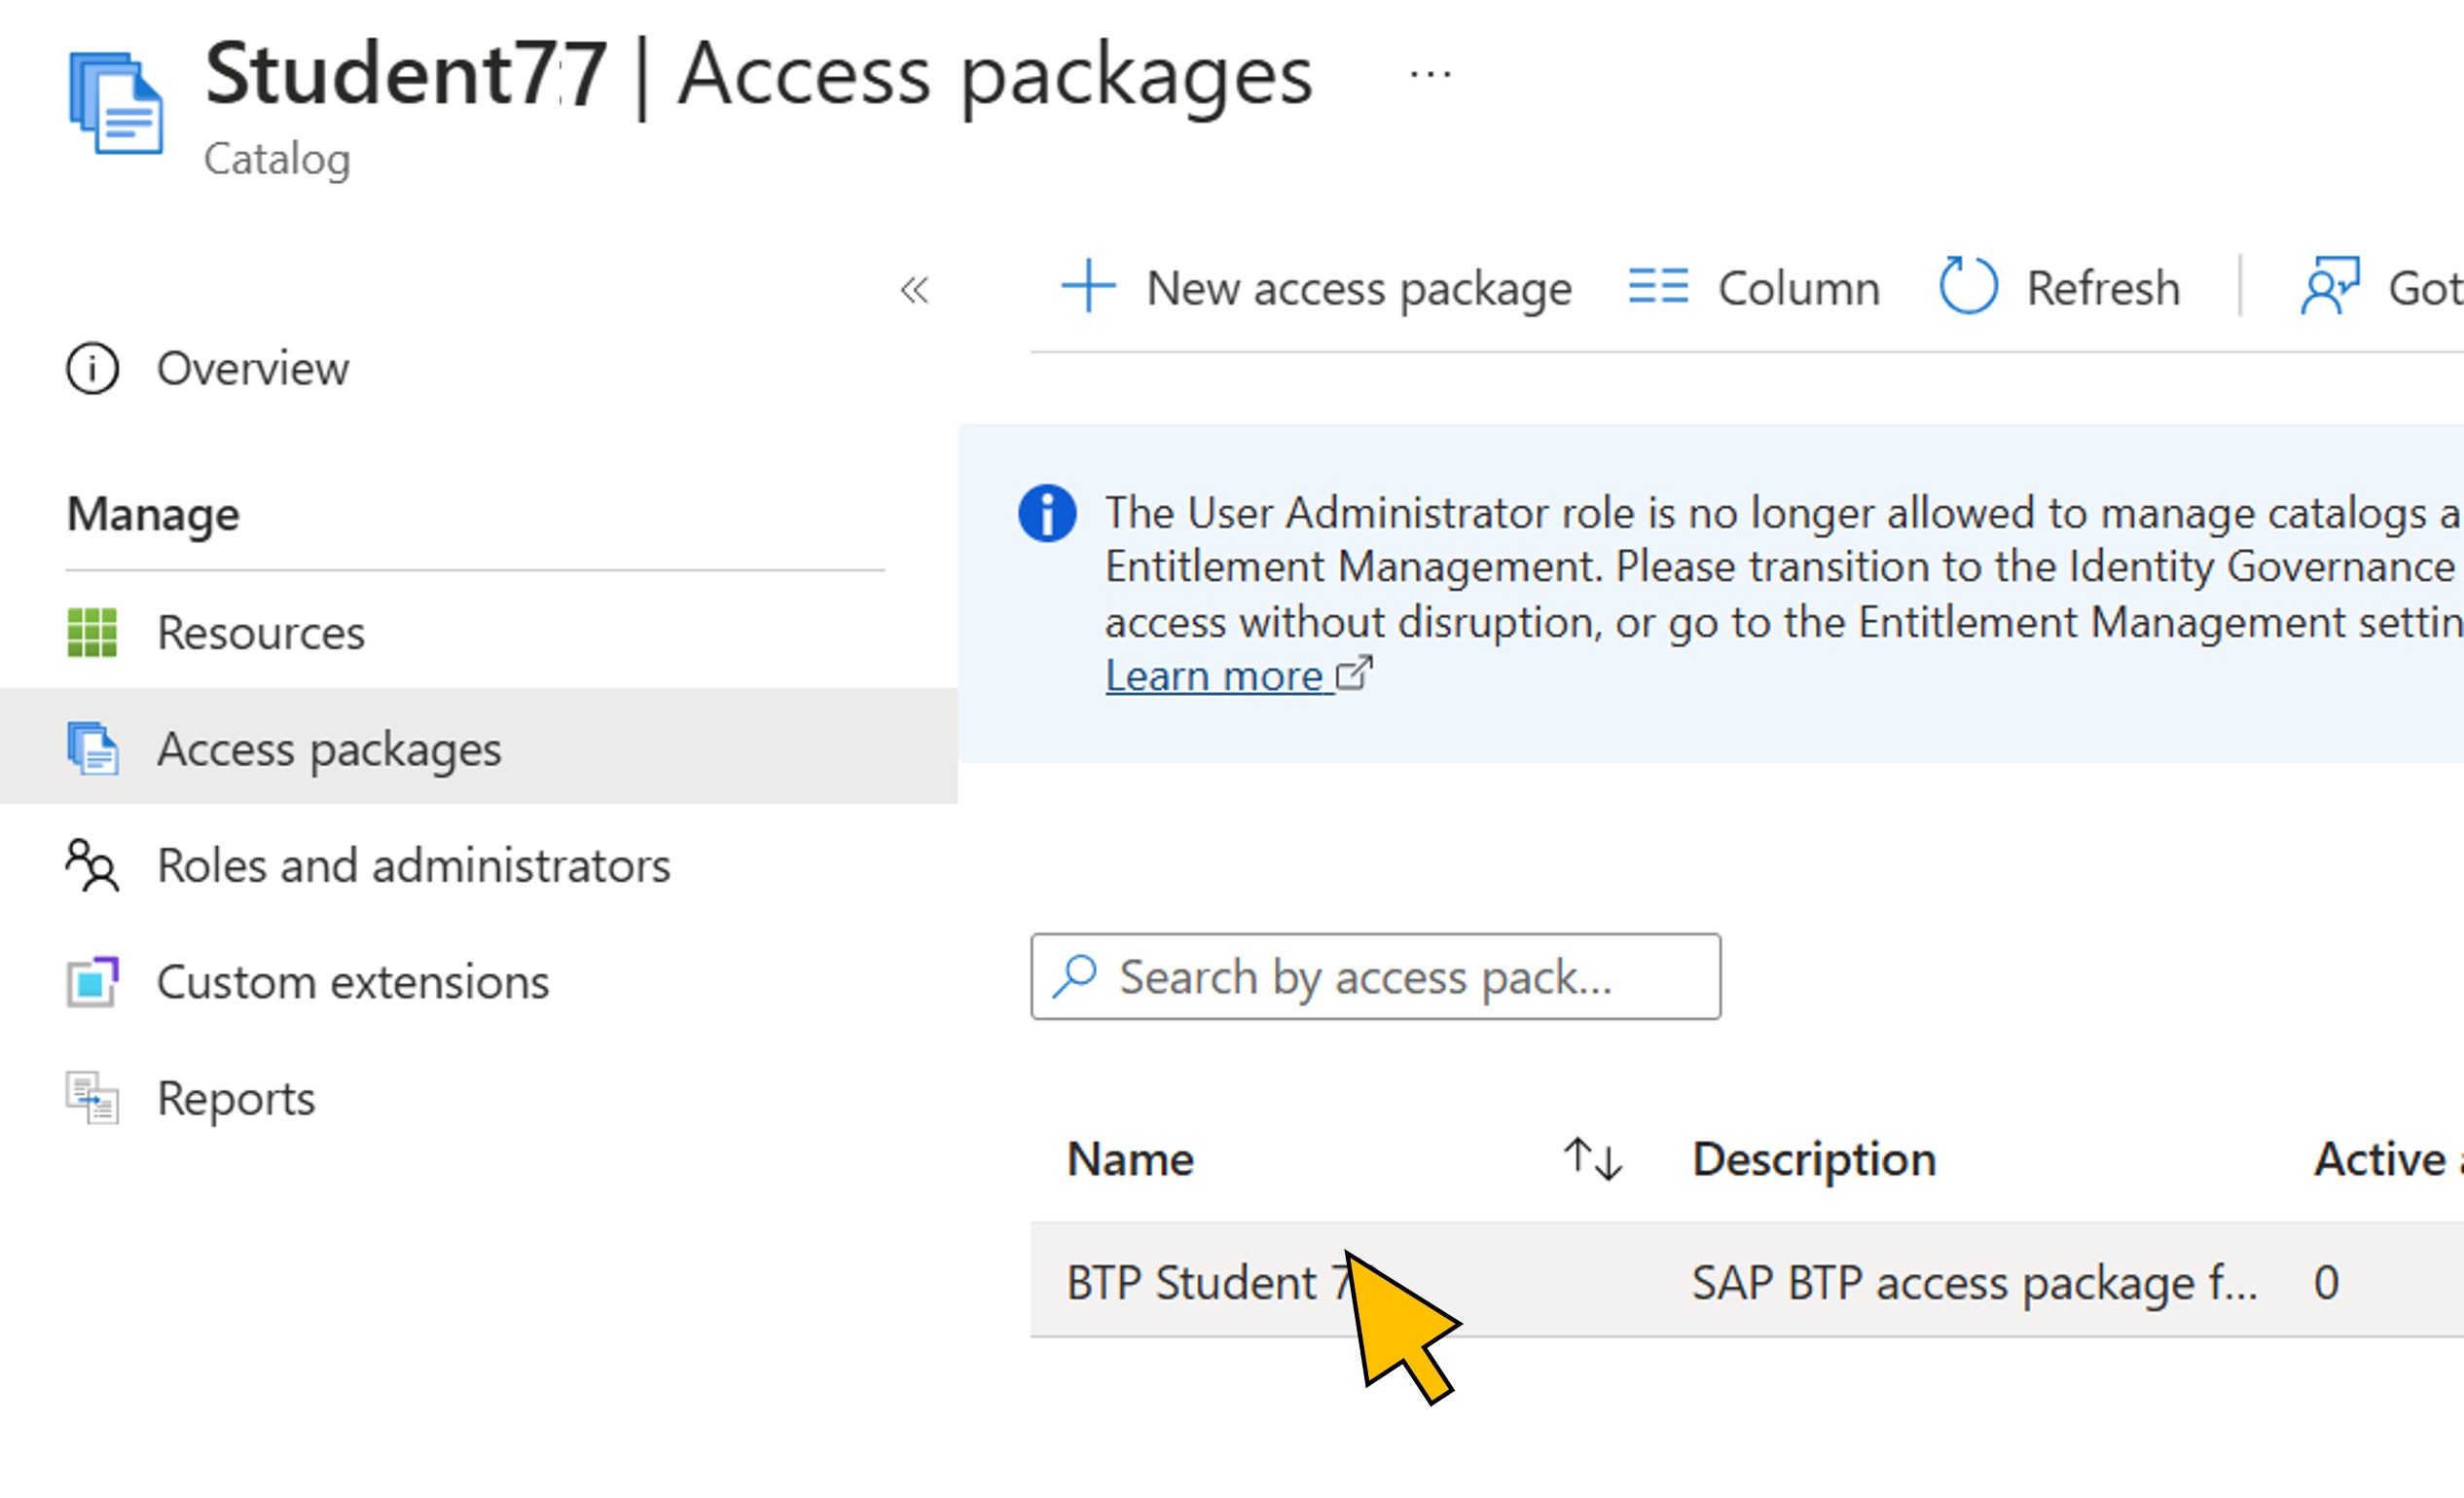 Student77 | Access packages ...
Catalog
«
New access package Column Refresh Got
Overview
The User Administrator role is no longer allowed to manage catalogs a
Manage
Entitlement Management. Please transition to the Identity Governance
access without disruption, or go to the Entitlement Management settin
Learn more
Resources
Access packages
Roles and administrators
Custom extensions
Reports
Search by access pack...
Name Description Active
BTP Student 7 SAP BTP access package f... 0